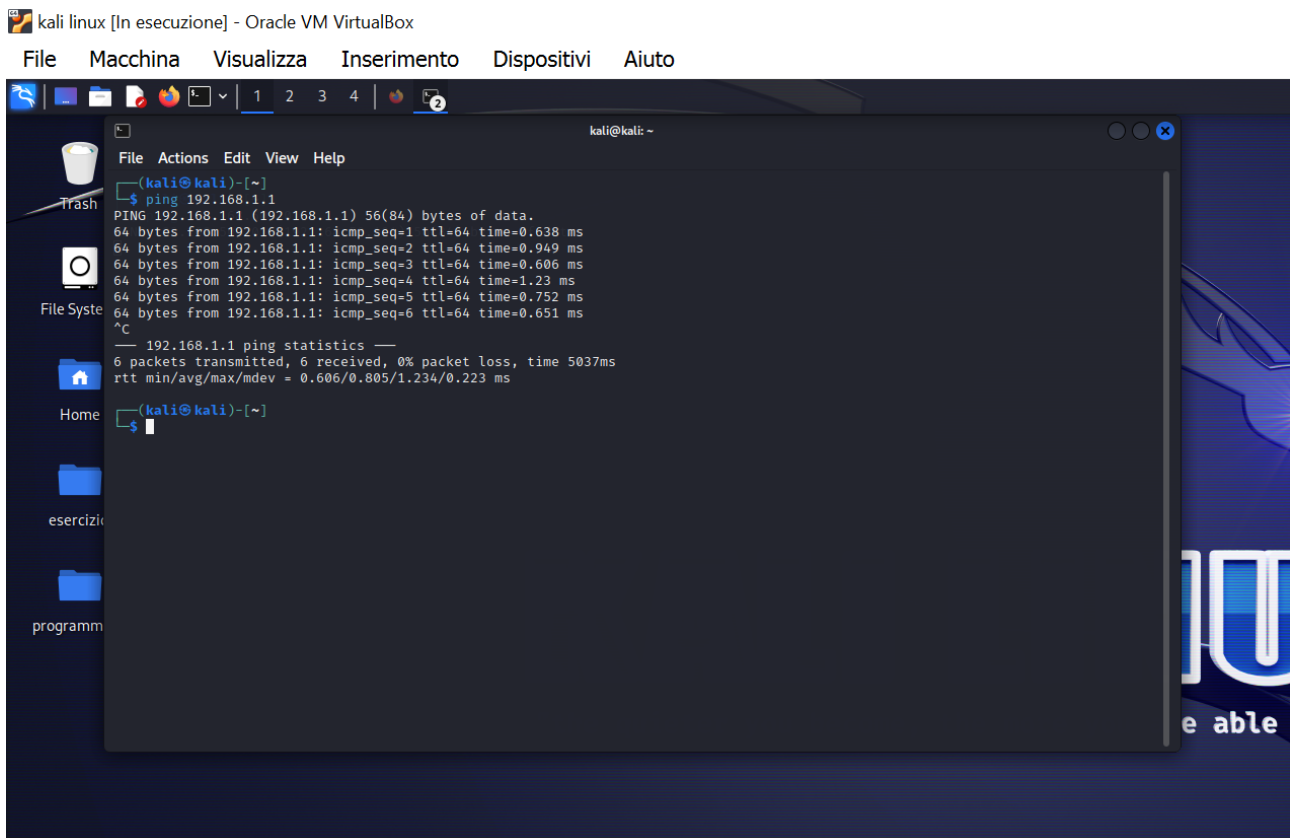 kali linux [In esecuzione] - Oracle VM VirtualBox
File Macchina Visualizza Inserimento Dispositivi Aiuto
1 2 3 4 2
kali@kali: ~
File Actions Edit View Help
Trash
File Syste
Home
esercizi
programm
┌──(kali㉿kali)-[~]
└─$ ping 192.168.1.1
PING 192.168.1.1 (192.168.1.1) 56(84) bytes of data.
64 bytes from 192.168.1.1: icmp_seq=1 ttl=64 time=0.638 ms
64 bytes from 192.168.1.1: icmp_seq=2 ttl=64 time=0.949 ms
64 bytes from 192.168.1.1: icmp_seq=3 ttl=64 time=0.606 ms
64 bytes from 192.168.1.1: icmp_seq=4 ttl=64 time=1.23 ms
64 bytes from 192.168.1.1: icmp_seq=5 ttl=64 time=0.752 ms
64 bytes from 192.168.1.1: icmp_seq=6 ttl=64 time=0.651 ms
^C
— 192.168.1.1 ping statistics —
6 packets transmitted, 6 received, 0% packet loss, time 5037ms
rtt min/avg/max/mdev = 0.606/0.805/1.234/0.223 ms
┌──(kali㉿kali)-[~]
└─$
U
e able